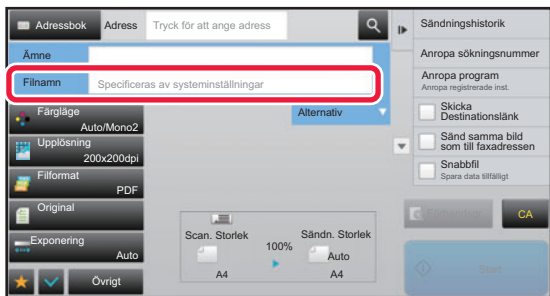 Adressbok
Adress
Tryck för att ange adress
Ämne
Filnamn
Specificeras av systeminställningar
Färgläge
Auto/Mono2
Upplösning
200x200dpi
Filformat
PDF
Original
Exponering
Auto
Övrigt
Alternativ
Scan. Storlek
100%
Sändn. Storlek
Auto
A4
A4
Sändningshistorik
Anropa sökningsnummer
Anropa program
Anropa registrerade inst.
Skicka
Destinationslänk
Sänd samma bild
som till faxadressen
Snabbfil
Spara data tillfälligt
CA
Start